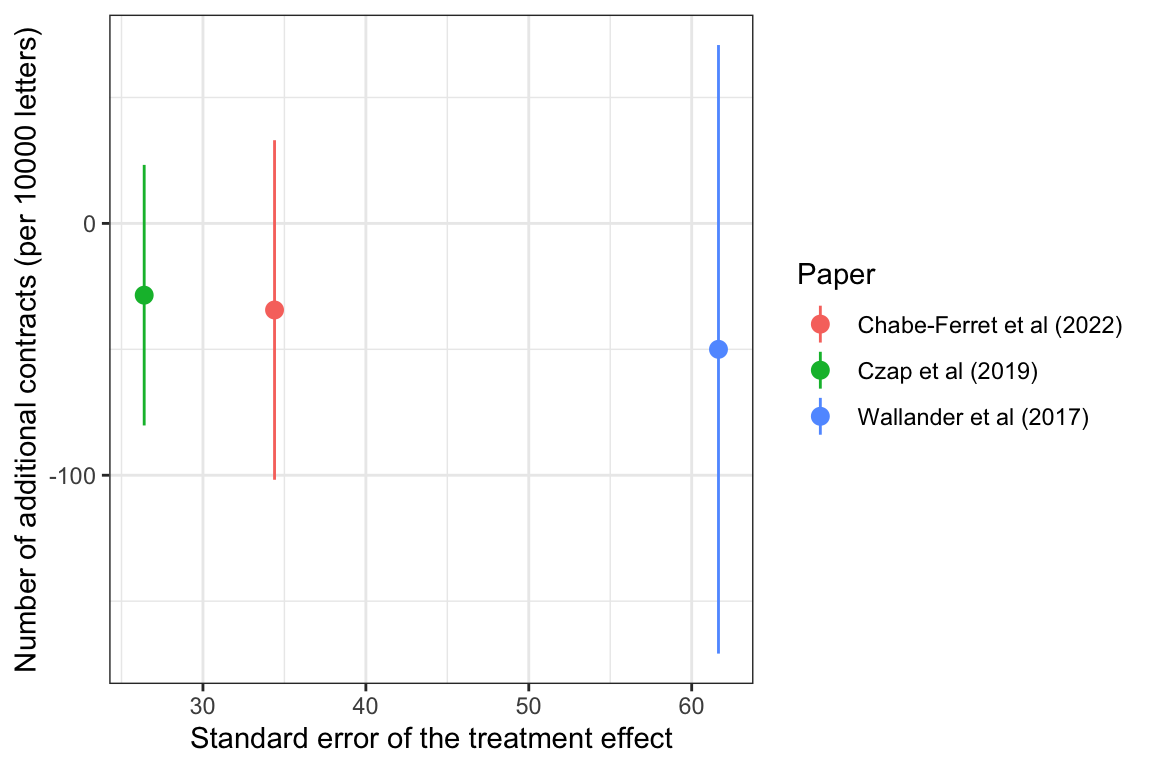 Number of additional contracts (per 10000 letters)
0
-100
30
40
50
60
Standard error of the treatment effect
Paper
Chabe-Ferret et al (2022)
Czap et al (2019)
Wallander et al (2017)